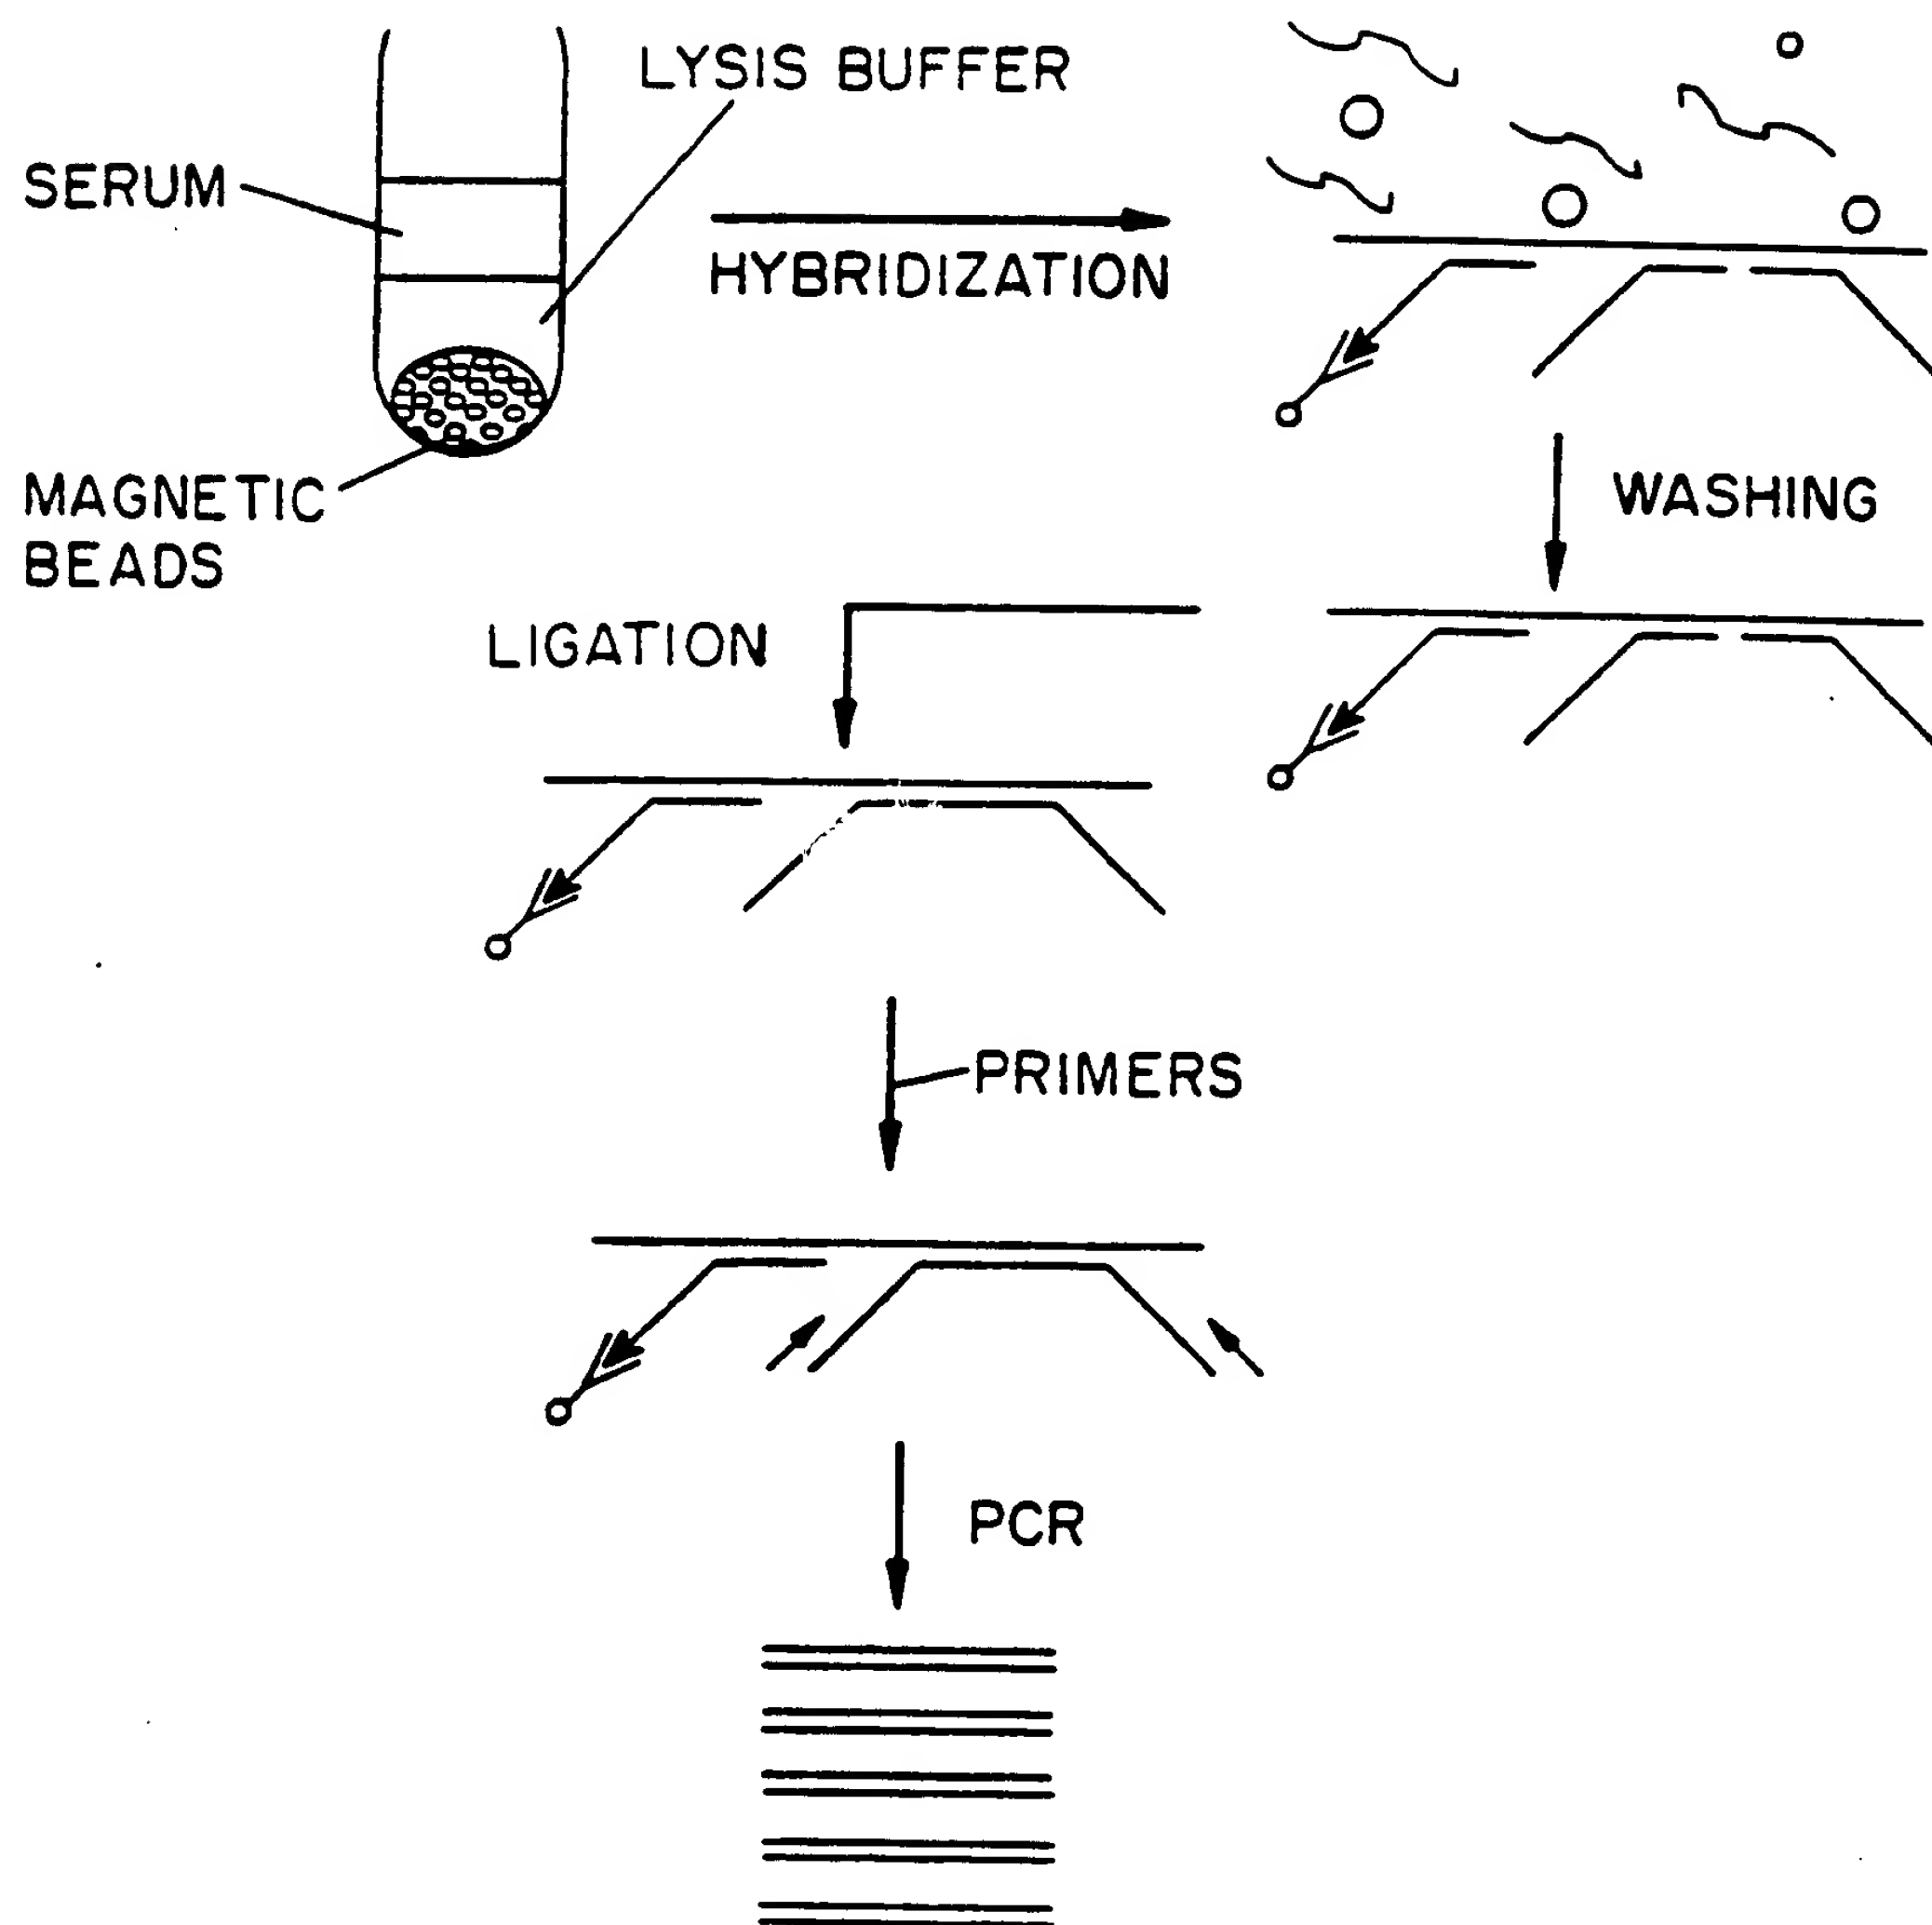 LYSIS BUFFER
SERUM
HYBRIDIZATION
MAGNETIC
BEADS
WASHING
LIGATION
PRIMERS
PCR